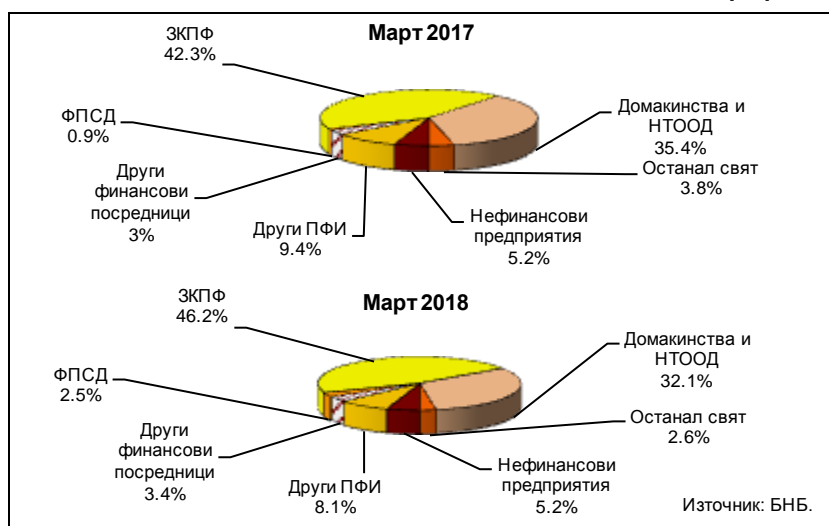 Март 2017
ЗКПФ
42.3%
ФПСД
0.9%
Други
финансови
посредници
3%
Други ПФИ
9.4%
Нефинансови
предприятия
5.2%
Останал свят
3.8%
Домакинства и
НТООД
35.4%
Март 2018
ЗКПФ
46.2%
ФПСД
2.5%
Други
финансови
посредници
3.4%
Други ПФИ
8.1%
Нефинансови
предприятия
5.2%
Останал свят
2.6%
Домакинства и
НТООД
32.1%
Източник: БНБ.